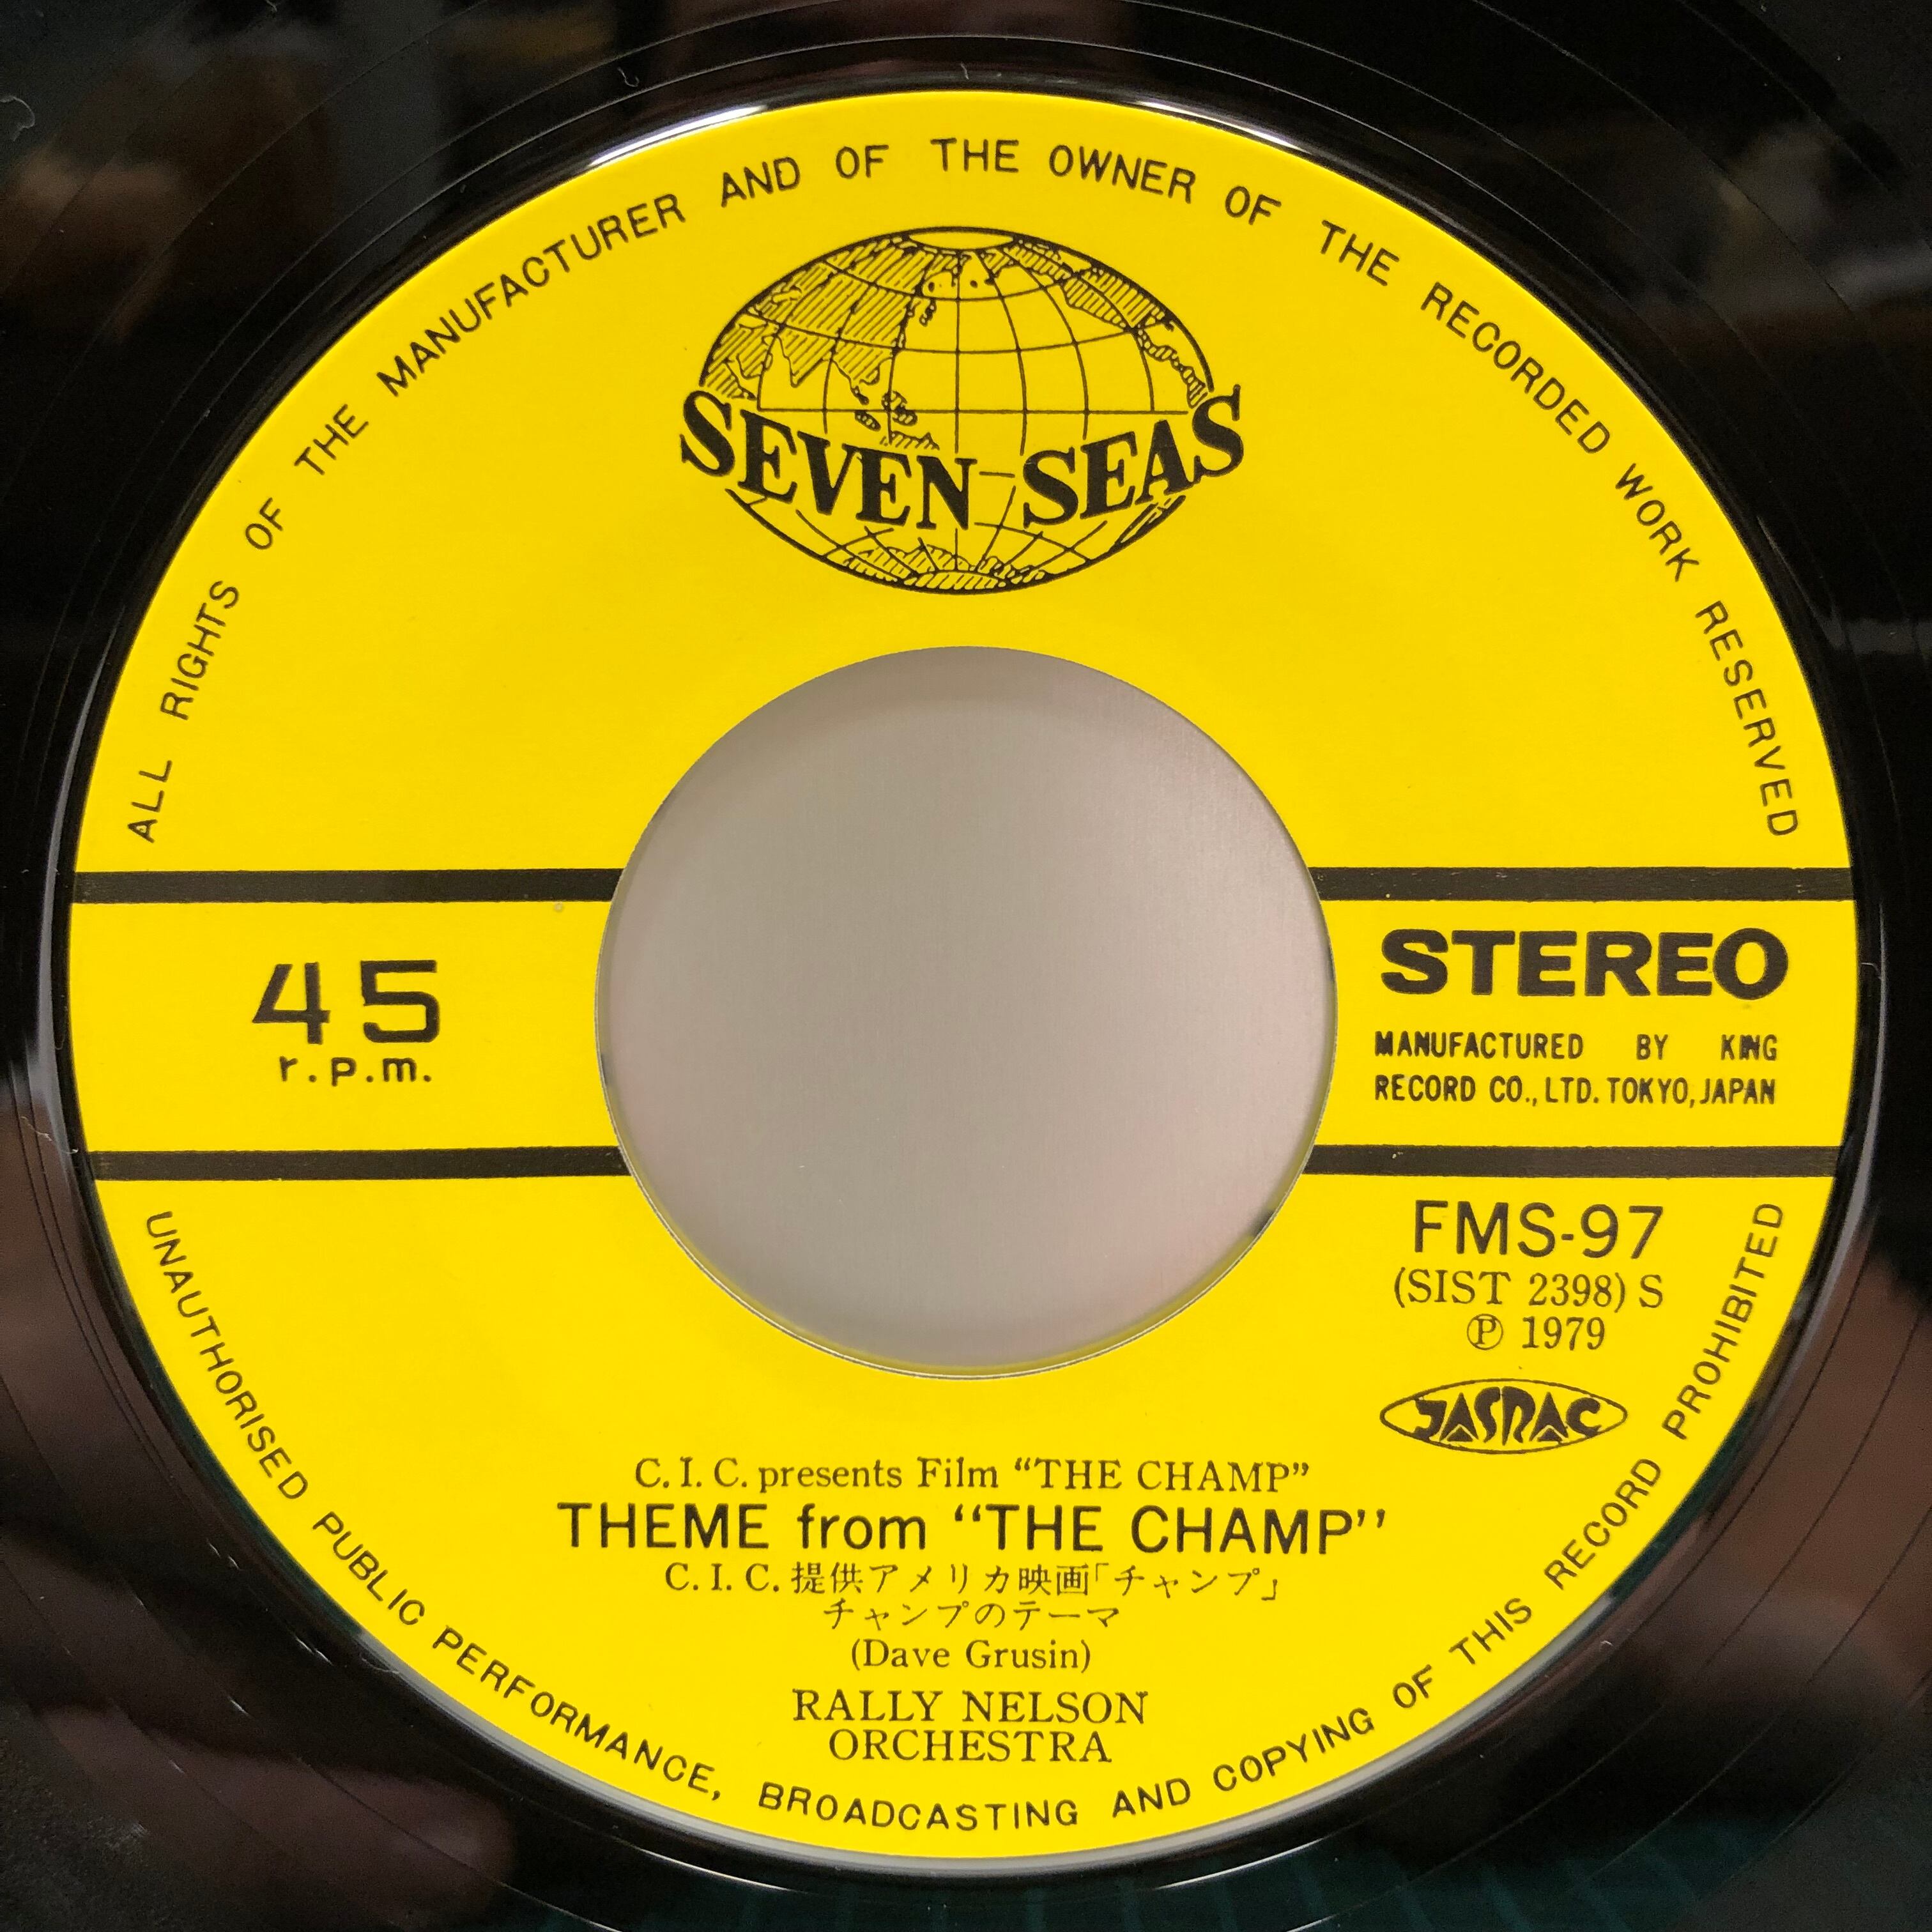 ALL RIGHTS OF THE MANUFACTURER AND OF THE OWNER OF THE RECORDED WORK RESERVED
SEVEN SEAS
45
r.p.m.
STEREO
MANUFACTURED BY KING
RECORD CO., LTD. TOKYO, JAPAN
FMS-97
(SIST 2398) S
Ⓟ 1979
JASRAC
C.I.C. presents Film “THE CHAMP”
THEME from “THE CHAMP”
C.I.C. 提供アメリカ映画「チャンプ」
チャンプのテーマ
(Dave Grusin)
RALLY NELSON
ORCHESTRA
UNAUTHORISED PUBLIC PERFORMANCE, BROADCASTING AND COPYING OF THIS RECORD PROHIBITED